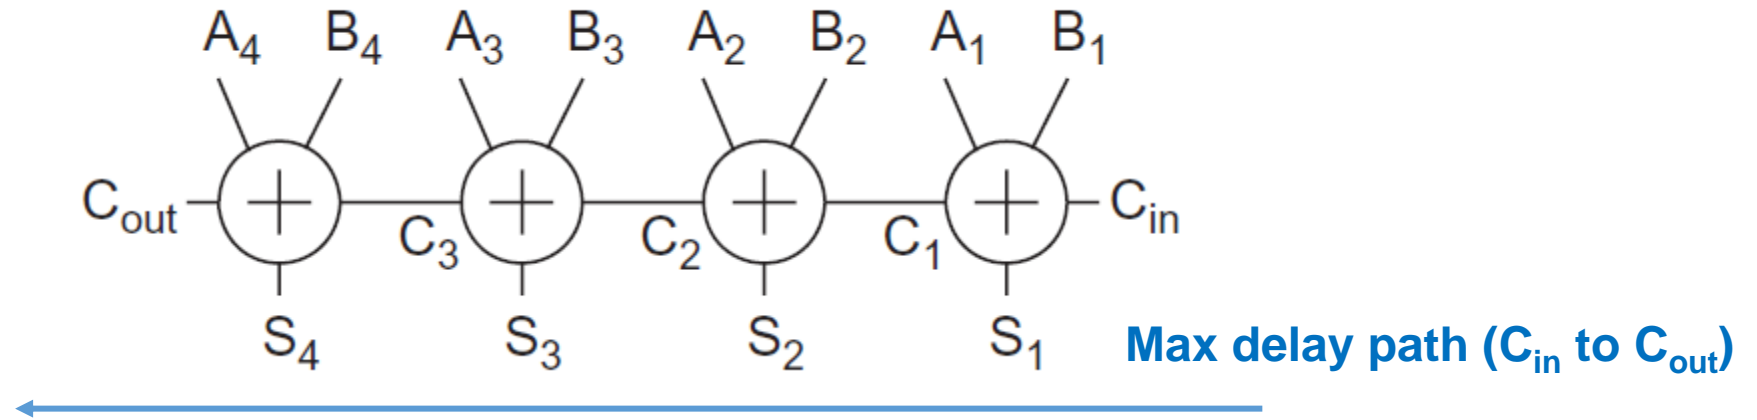 A4 B4 A3 B3 A2 B2 A1 B1
Cout C3 C2 C1 Cin
S4 S3 S2 S1
Max delay path (Cin to Cout)